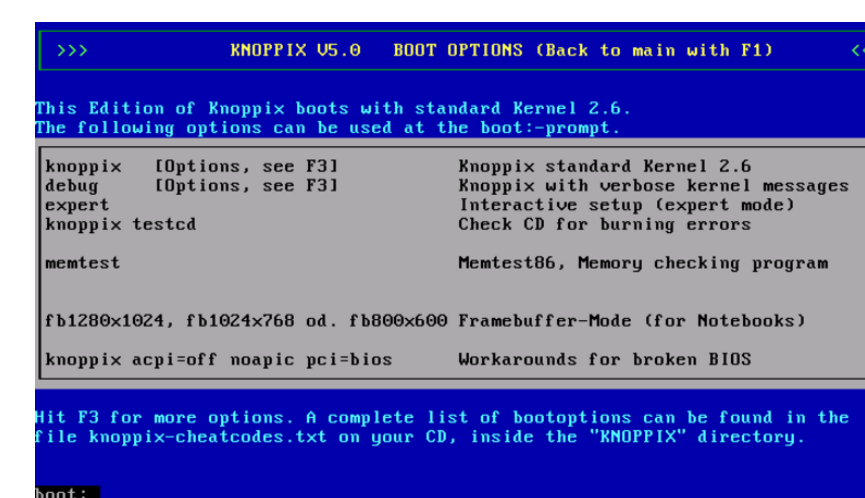 >>> KNOPPIX V5.0 BOOT OPTIONS (Back to main with F1) <
This Edition of Knoppix boots with standard Kernel 2.6.
The following options can be used at the boot:-prompt.
knoppix [Options, see F3] Knoppix standard Kernel 2.6
debug [Options, see F3] Knoppix with verbose kernel messages
expert Interactive setup (expert mode)
knoppix testcd Check CD for burning errors
memtest Memtest86, Memory checking program
fb1280x1024, fb1024x768 od. fb800x600 Framebuffer-Mode (for Notebooks)
knoppix acpi=off noapic pci=bios Workarounds for broken BIOS
Hit F3 for more options. A complete list of bootoptions can be found in the
file knoppix-cheatcodes.txt on your CD, inside the "KNOPPIX" directory.
boot: